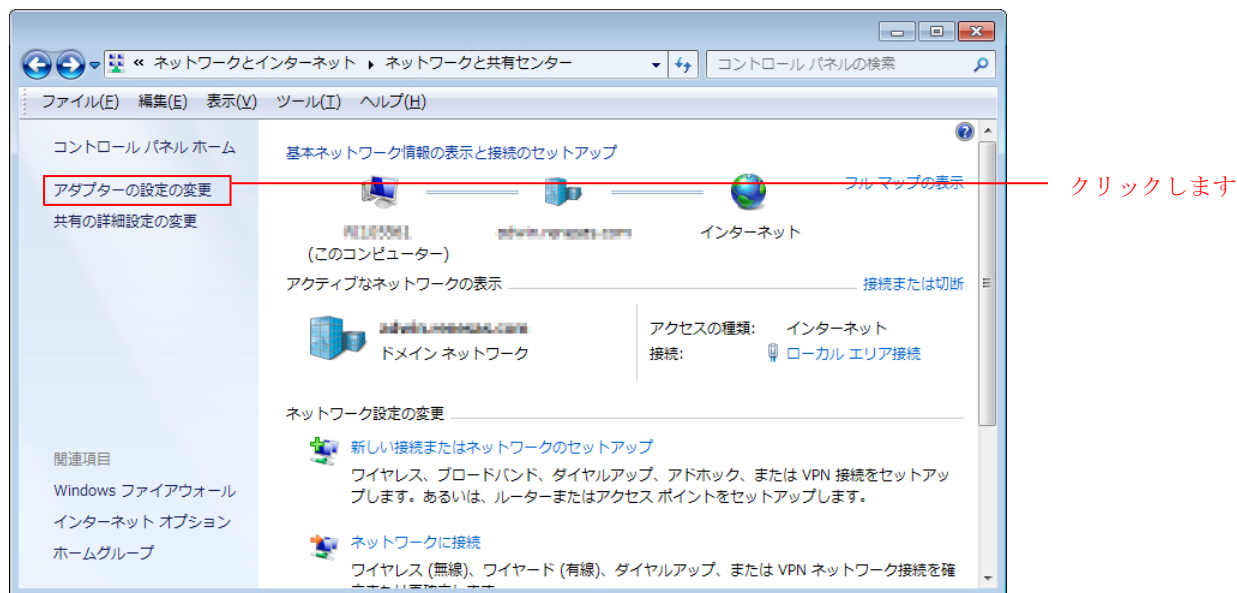 « ネットワークとインターネット ▸ ネットワークと共有センター
コントロール パネルの検索
ファイル(F) 編集(E) 表示(V) ツール(T) ヘルプ(H)
コントロール パネル ホーム
アダプターの設定の変更
共有の詳細設定の変更
クリックします
基本ネットワーク情報の表示と接続のセットアップ
フル マップの表示
インターネット
(このコンピューター)
アクティブなネットワークの表示
接続または切断
ドメイン ネットワーク
アクセスの種類: インターネット
接続: ローカル エリア接続
ネットワーク設定の変更
新しい接続またはネットワークのセットアップ
ワイヤレス、ブロードバンド、ダイヤルアップ、アドホック、または VPN 接続をセットアッ
プします。あるいは、ルーターまたはアクセス ポイントをセットアップします。
ネットワークに接続
ワイヤレス (無線)、ワイヤード (有線)、ダイヤルアップ、または VPN ネットワーク接続を確
関連項目
Windows ファイアウォール
インターネット オプション
ホームグループ